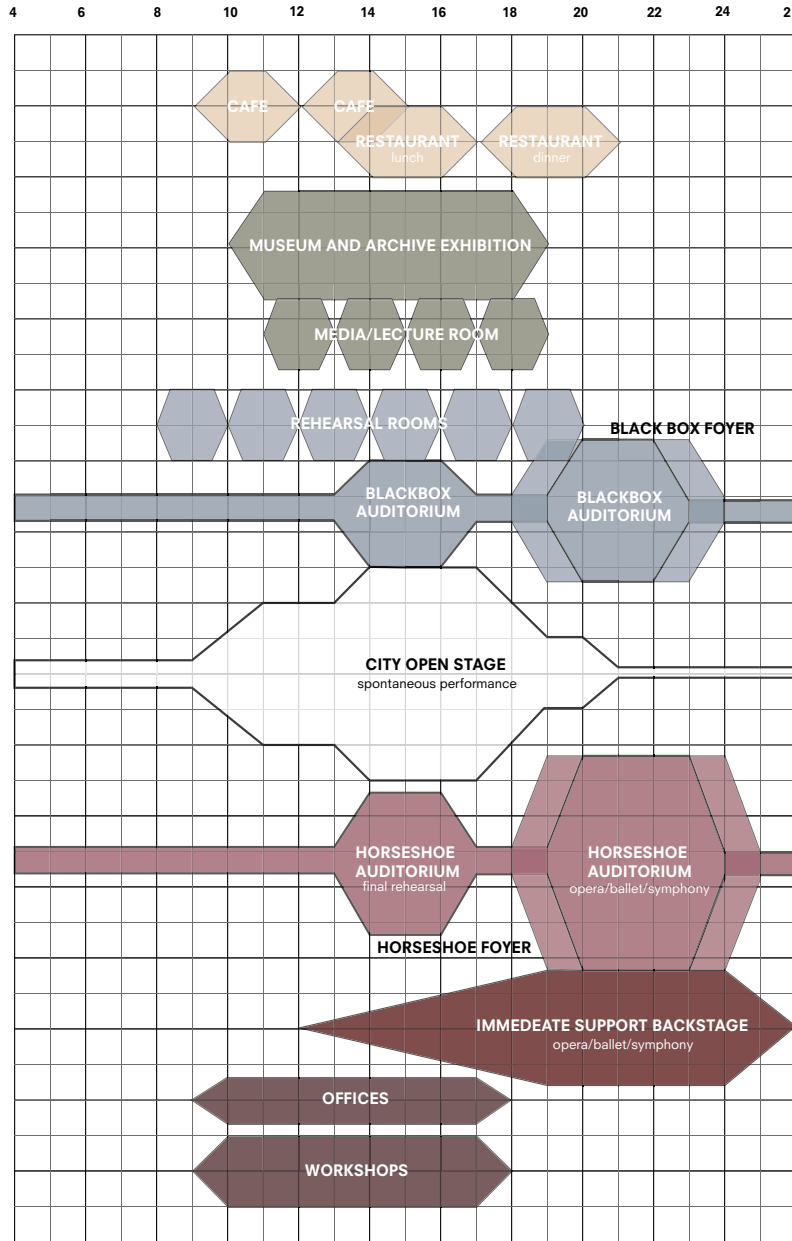 4 6 8 10 12 14 16 18 20 22 24 2
CAFE CAFE
RESTAURANT RESTAURANT
lunch dinner
MUSEUM AND ARCHIVE EXHIBITION
MEDIA/LECTURE ROOM
REHEARSAL ROOMS
BLACK BOX FOYER
BLACKBOX
AUDITORIUM
BLACKBOX
AUDITORIUM
CITY OPEN STAGE
spontaneous performance
HORSESHOE
AUDITORIUM
final rehearsal
HORSESHOE
AUDITORIUM
opera/ballet/symphony
HORSESHOE FOYER
IMMEDEATE SUPPORT BACKSTAGE
opera/ballet/symphony
OFFICES
WORKSHOPS